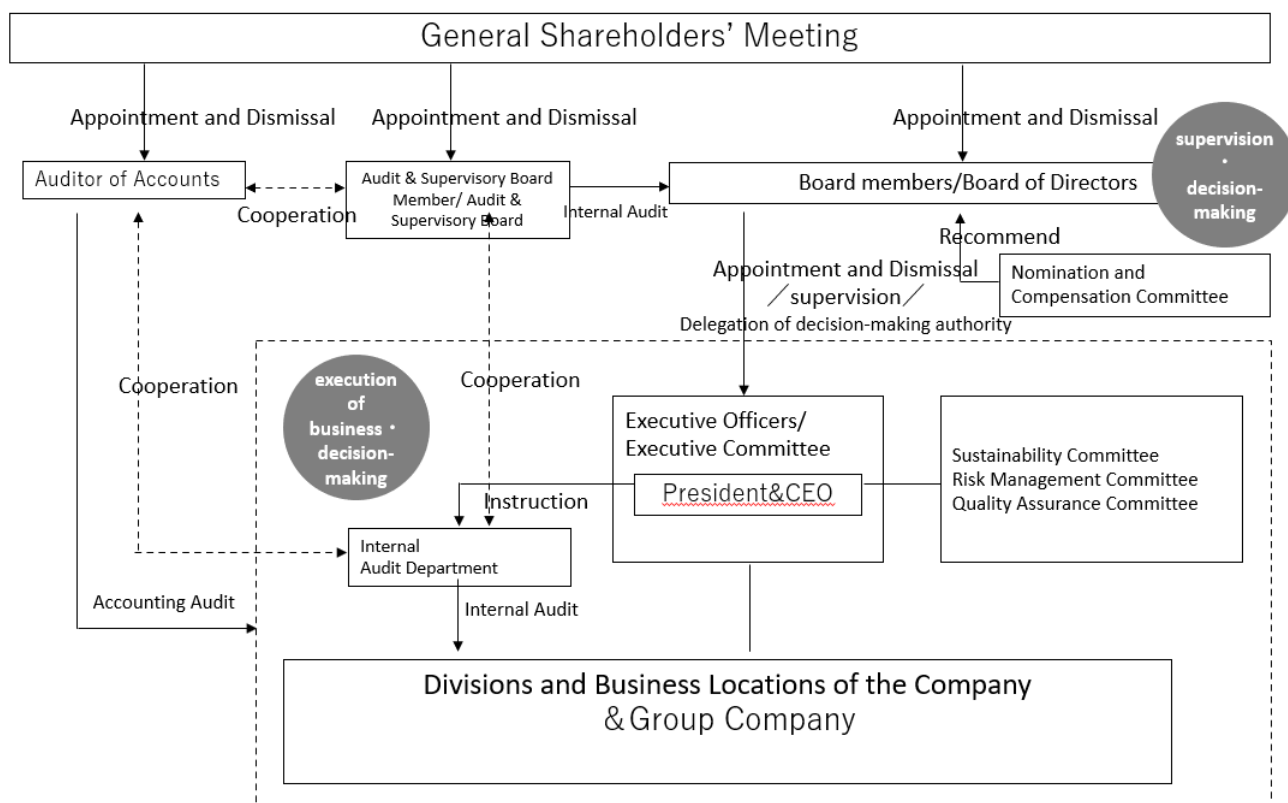 General Shareholders’ Meeting
Appointment and Dismissal
Appointment and Dismissal
Appointment and Dismissal
supervision
・
decision-
making
Auditor of Accounts
Cooperation
Audit & Supervisory Board
Member/ Audit &
Supervisory Board
Internal Audit
Board members/Board of Directors
Recommend
Nomination and
Compensation Committee
Appointment and Dismissal
／supervision／
Delegation of decision-making authority
Cooperation
execution
of
business・
decision-
making
Cooperation
Executive Officers/
Executive Committee
President&CEO
Sustainability Committee
Risk Management Committee
Quality Assurance Committee
Instruction
Internal
Audit Department
Accounting Audit
Internal Audit
Divisions and Business Locations of the Company
&Group Company